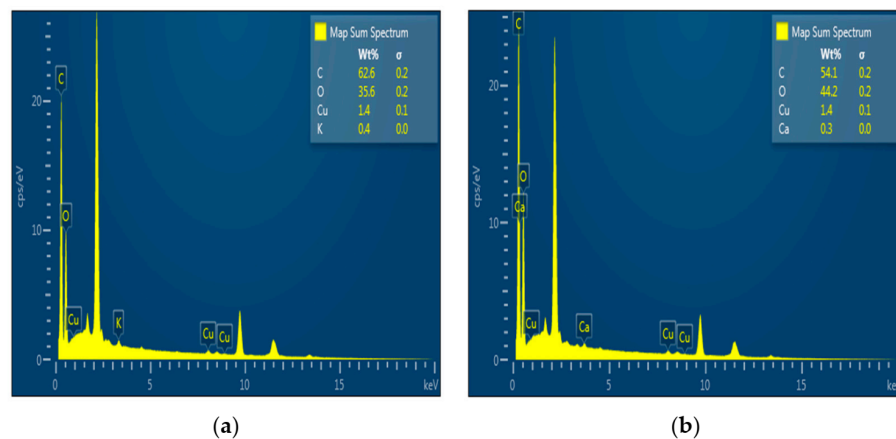 Map Sum Spectrum
Wt% σ
C 62.6 0.2
O 35.6 0.2
Cu 1.4 0.1
K 0.4 0.0
C
O
Cu
K
Cu
Cu
cps/eV
20
10
0
0 5 10 15 keV
(a)
Map Sum Spectrum
Wt% σ
C 54.1 0.2
O 44.2 0.2
Cu 1.4 0.1
Ca 0.3 0.0
C
O
Ca
Cu
Ca
Cu
Cu
cps/eV
20
10
0
0 5 10 15 ke
(b)